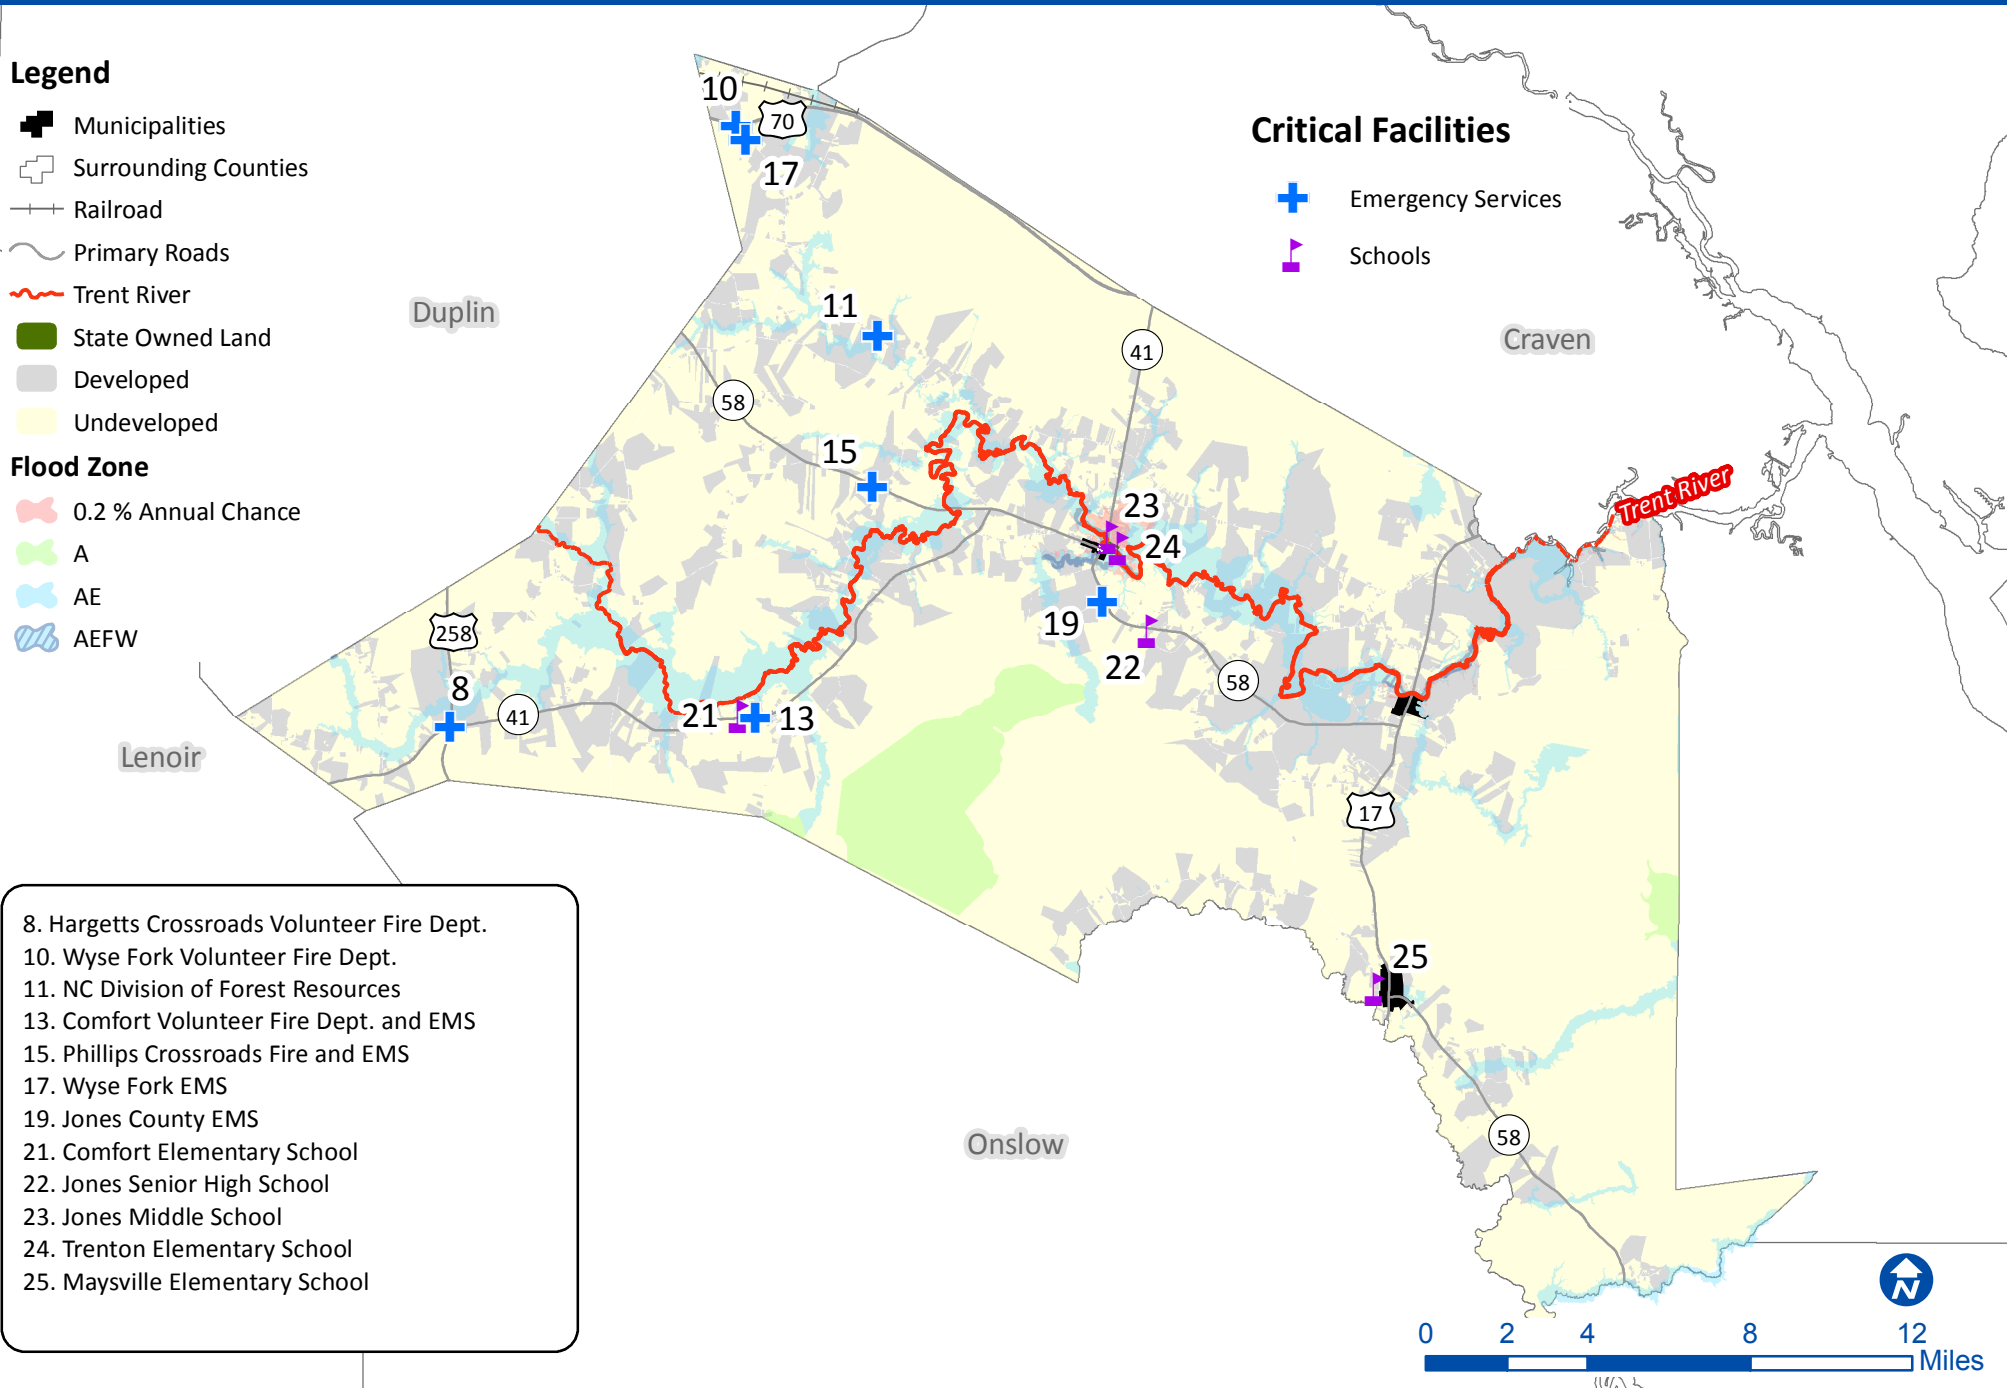 Legend
Municipalities
Surrounding Counties
Railroad
Primary Roads
Trent River
State Owned Land
Developed
Undeveloped
Flood Zone
0.2 % Annual Chance
A
AE
AEFW
Critical Facilities
Emergency Services
Schools
10
70
17
Duplin
11
41
Craven
58
15
Trent River
23
24
258
19
22
58
8
41
21
13
Lenoir
17
25
Onslow
58
8. Hargetts Crossroads Volunteer Fire Dept.
10. Wyse Fork Volunteer Fire Dept.
11. NC Division of Forest Resources
13. Comfort Volunteer Fire Dept. and EMS
15. Phillips Crossroads Fire and EMS
17. Wyse Fork EMS
19. Jones County EMS
21. Comfort Elementary School
22. Jones Senior High School
23. Jones Middle School
24. Trenton Elementary School
25. Maysville Elementary School
N
0 2 4 8 12
Miles